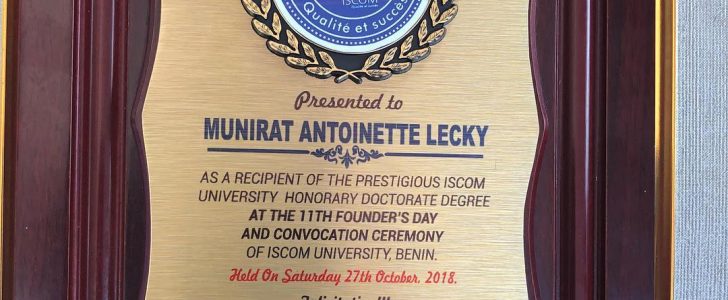 ISCOM
Qualité et succès
Presented to
MUNIRAT ANTOINETTE LECKY
AS A RECIPIENT OF THE PRESTIGIOUS ISCOM
UNIVERSITY HONORARY DOCTORATE DEGREE
AT THE 11TH FOUNDER'S DAY
AND CONVOCATION CEREMONY
OF ISCOM UNIVERSITY, BENIN.
Held On Saturday 27th October, 2018.